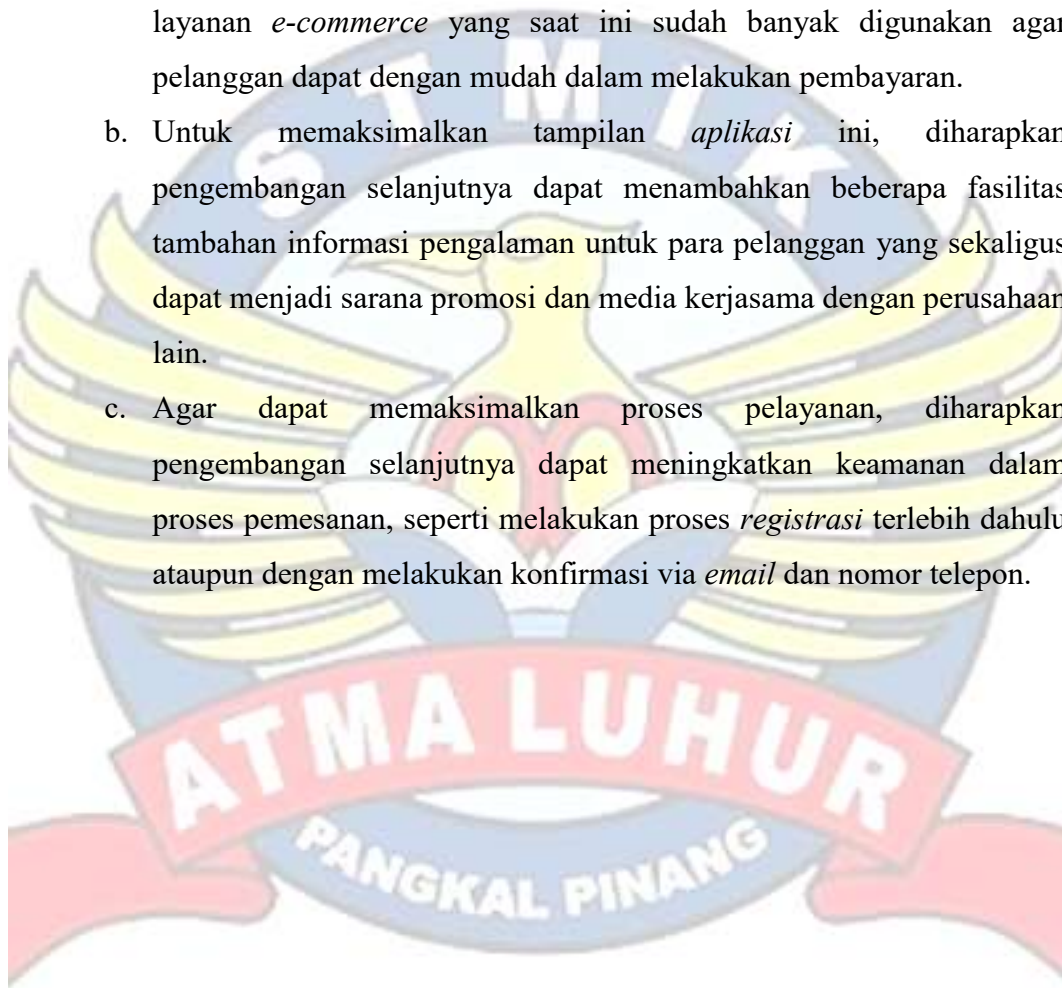 layanan e-commerce yang saat ini sudah banyak digunakan agar
pelanggan dapat dengan mudah dalam melakukan pembayaran.
b. Untuk memaksimalkan tampilan aplikasi ini, diharapkan
pengembangan selanjutnya dapat menambahkan beberapa fasilitas
tambahan informasi pengalaman untuk para pelanggan yang sekaligus
dapat menjadi sarana promosi dan media kerjasama dengan perusahaan
lain.
c. Agar dapat memaksimalkan proses pelayanan, diharapkan
pengembangan selanjutnya dapat meningkatkan keamanan dalam
proses pemesanan, seperti melakukan proses registrasi terlebih dahulu
ataupun dengan melakukan konfirmasi via email dan nomor telepon.
STMIK
ATMA LUHUR
PANGKAL PINANG